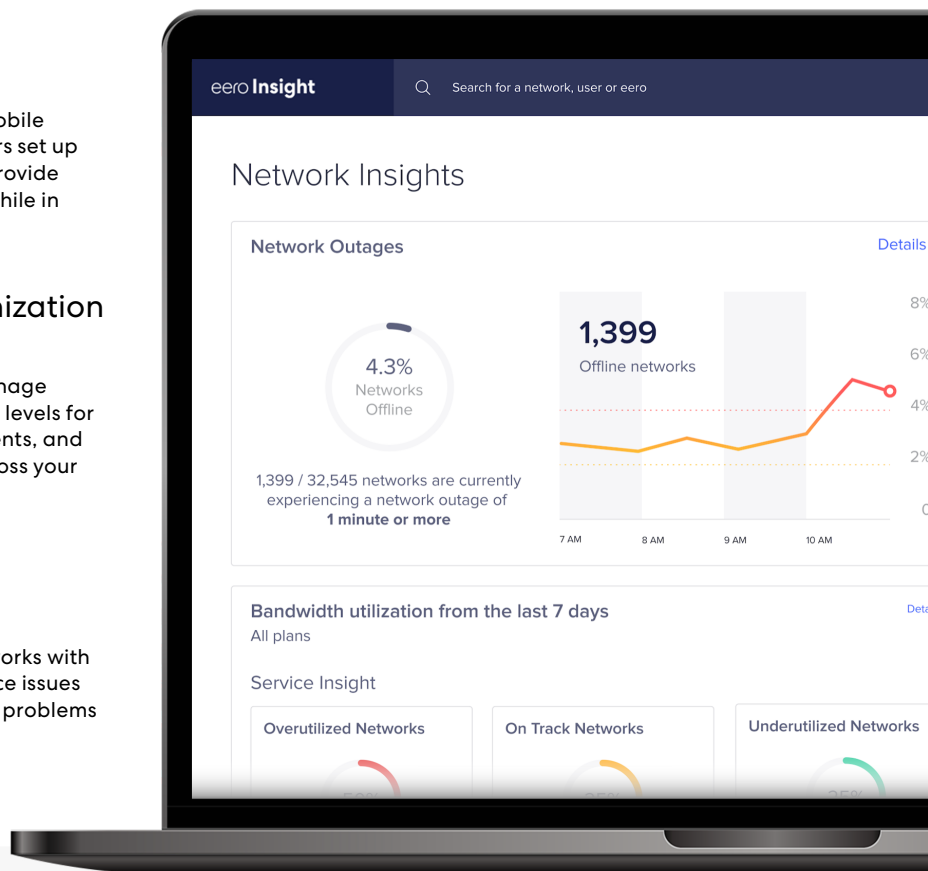 obile
rs set up
rovide
hile in
nization
nage
levels for
ents, and
oss your
orks with
ce issues
problems
eero Insight
Search for a network, user or eero
Network Insights
Network Outages
Details
4.3%
Networks
Offline
1,399 / 32,545 networks are currently
experiencing a network outage of
1 minute or more
1,399
Offline networks
8%
6%
4%
2%
0
7 AM
8 AM
9 AM
10 AM
Bandwidth utilization from the last 7 days
Deta
All plans
Service Insight
Overutilized Networks
On Track Networks
Underutilized Networks